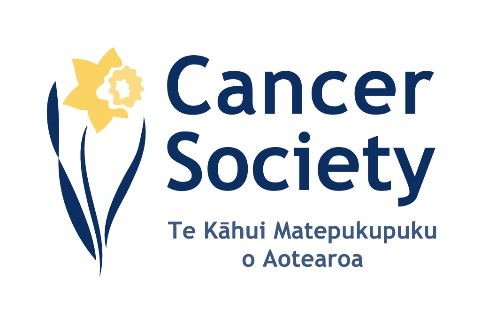 Cancer
Society
Te Kāhui Matepukupuku
o Aotearoa